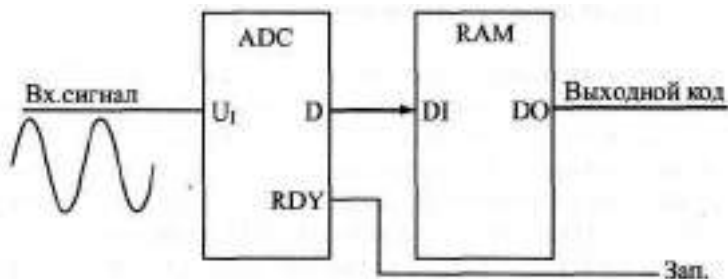 ADC
RAM
Вх.сигнал
Выходной код
U₁
D
DI
DO
RDY
Зап.